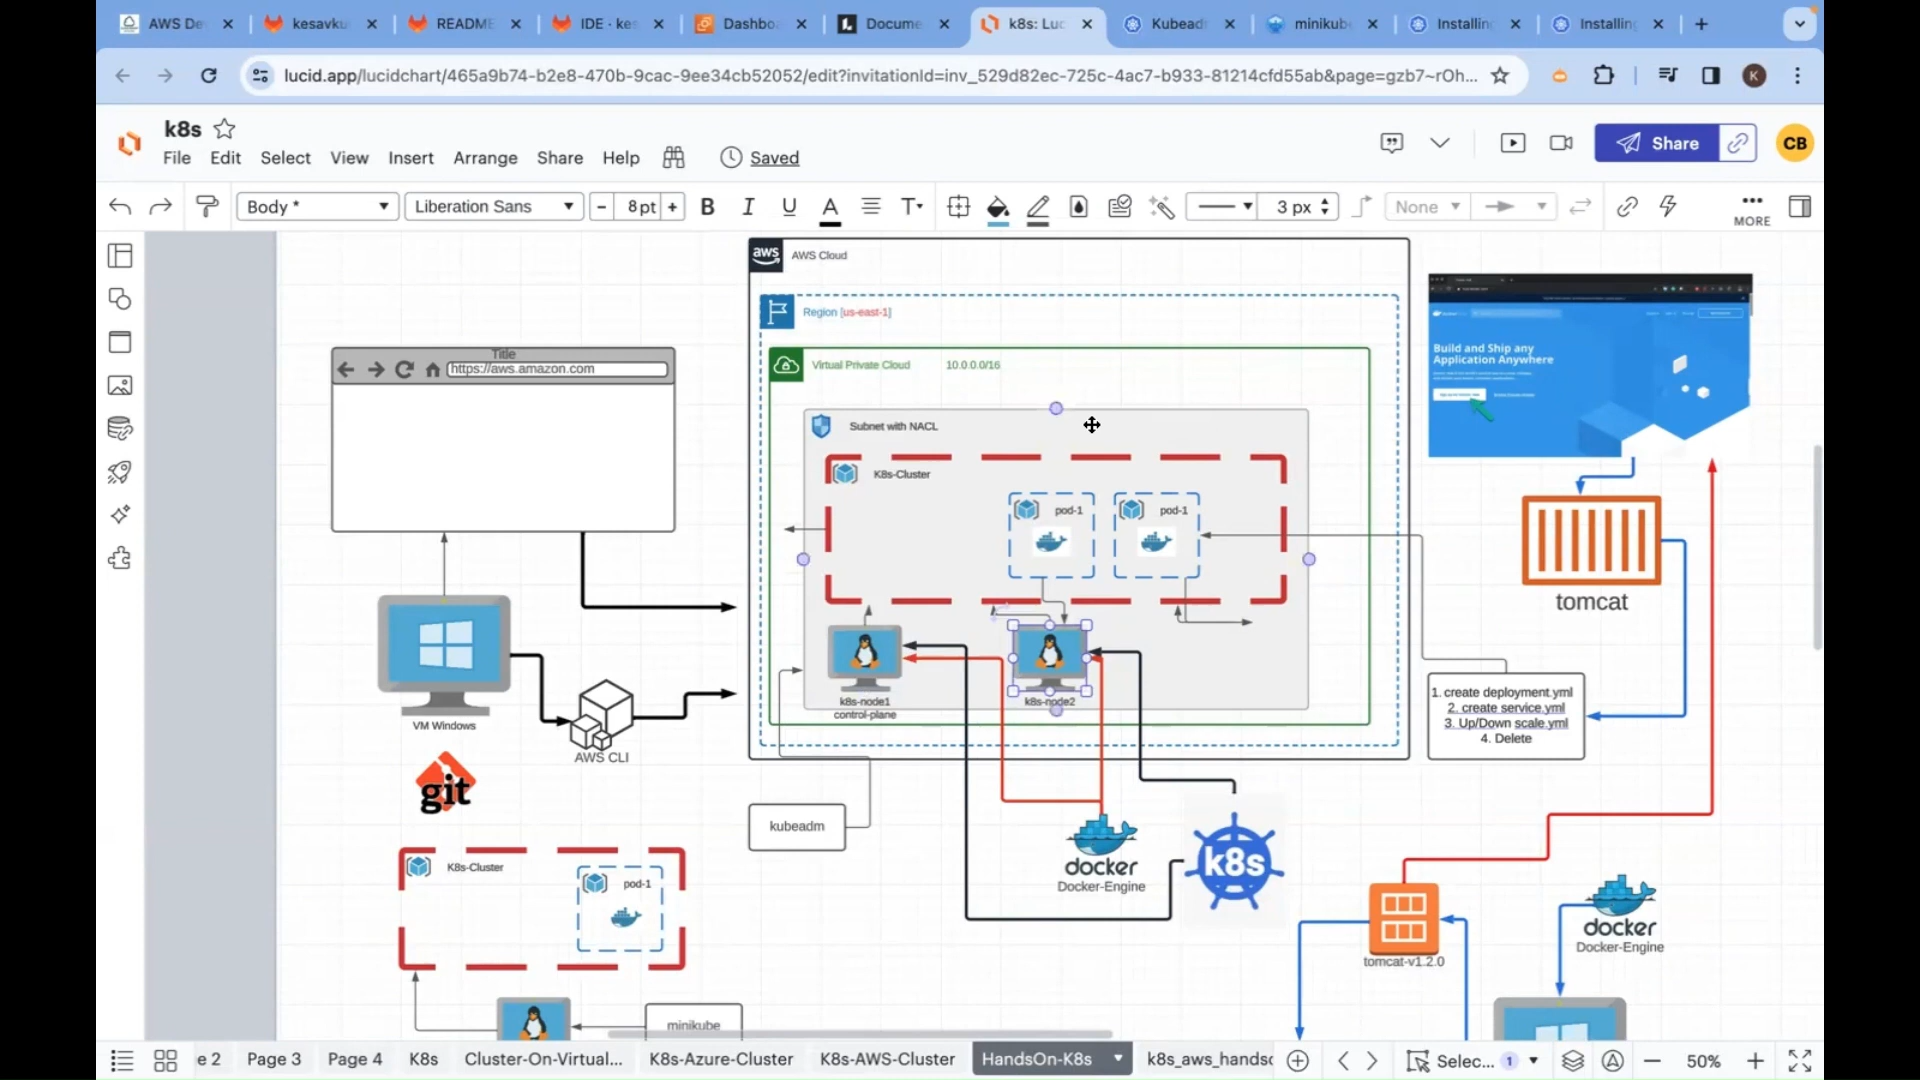 AWS De
kesavku
README
IDE · kes
Dashbo
Docume
k8s: Luc
Kubead
minikub
Installing
Installing
lucid.app/lucidchart/465a9b74-b2e8-470b-9cac-9ee34cb52052/edit?invitationId=inv_529d82ec-725c-4ac7-b933-81214cfd55ab&page=gzb7~rOh...
K
k8s
File Edit Select View Insert Arrange Share Help Saved
Share
CB
Body *
Liberation Sans
− 8 pt +
B I U A T
3 px
None
MORE
aws AWS Cloud
Region [us-east-1]
Virtual Private Cloud 10.0.0.0/16
Subnet with NACL
K8s-Cluster
pod-1
pod-1
k8s-node1
control-plane
k8s-node2
Title
https://aws.amazon.com
VM Windows
AWS CLI
git
kubeadm
docker
Docker-Engine
k8s
K8s-Cluster
pod-1
minikube
Build and Ship any
Application Anywhere
tomcat
1. create deployment.yml
2. create service.yml
3. Up/Down scale.yml
4. Delete
tomcat-v1.2.0
docker
Docker-Engine
e 2
Page 3
Page 4
K8s
Cluster-On-Virtual...
K8s-Azure-Cluster
K8s-AWS-Cluster
HandsOn-K8s
k8s_aws_handso
Selec... 1
50%